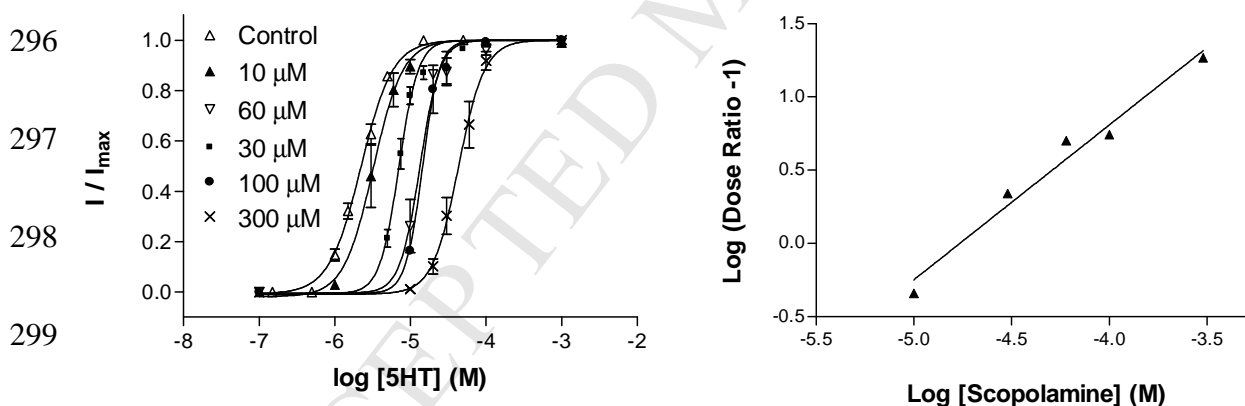 296
297
298
299
I / Imax
1.0
0.8
0.6
0.4
0.2
0.0
Control
10 μM
60 μM
30 μM
100 μM
300 μM
-8 -7 -6 -5 -4 -3 -2
log [5HT] (M)
Log (Dose Ratio -1)
1.5
1.0
0.5
0.0
-0.5
-5.5 -5.0 -4.5 -4.0 -3.5
Log [Scopolamine] (M)
CEPTED M